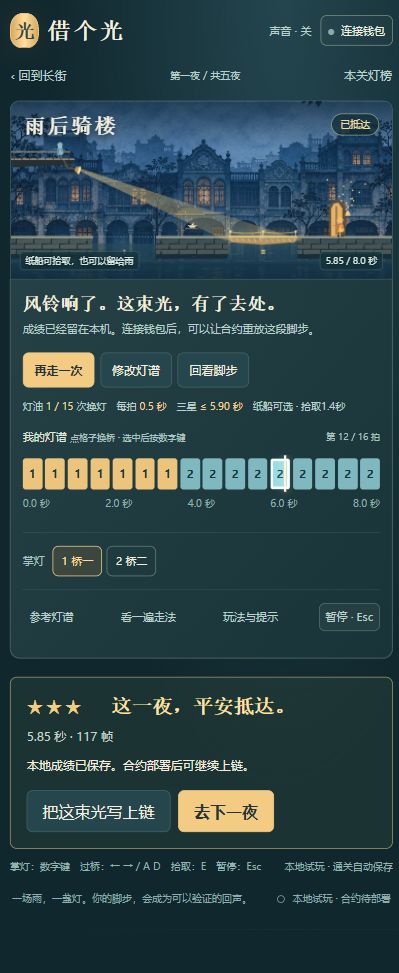 光 借个光 声音 · 关 连接钱包
‹ 回到长街 第一夜 / 共五夜 本关灯榜
雨后骑楼 已抵达
纸船可拾取，也可以留给雨 5.85 / 8.0 秒
风铃响了。这束光，有了去处。
成绩已经留在本机。连接钱包后，可以让合约重放这段脚步。
再走一次 修改灯谱 回看脚步
灯油 1 / 15 次换灯 每拍 0.5 秒 三星 ≤ 5.90 秒 纸船可选 · 拾取1.4秒
我的灯谱 点格子换桥 · 选中后按数字键 第 12 / 16 拍
1 1 1 1 1 1 1 2 2 2 2 2 2 2 2 2
0.0 秒 2.0 秒 4.0 秒 6.0 秒 8.0 秒
掌灯 1 桥一 2 桥二
参考灯谱 看一遍走法 玩法与提示 暂停 · Esc
★★★ 这一夜，平安抵达。
5.85 秒 · 117 帧
本地成绩已保存。合约部署后可继续上链。
把这束光写上链 去下一夜
掌灯：数字键 过桥：← → / A D 拾取：E 暂停：Esc 本地试玩 · 通关自动保存
一场雨，一盏灯。你的脚步，会成为可以验证的回声。 本地试玩 · 合约待部署